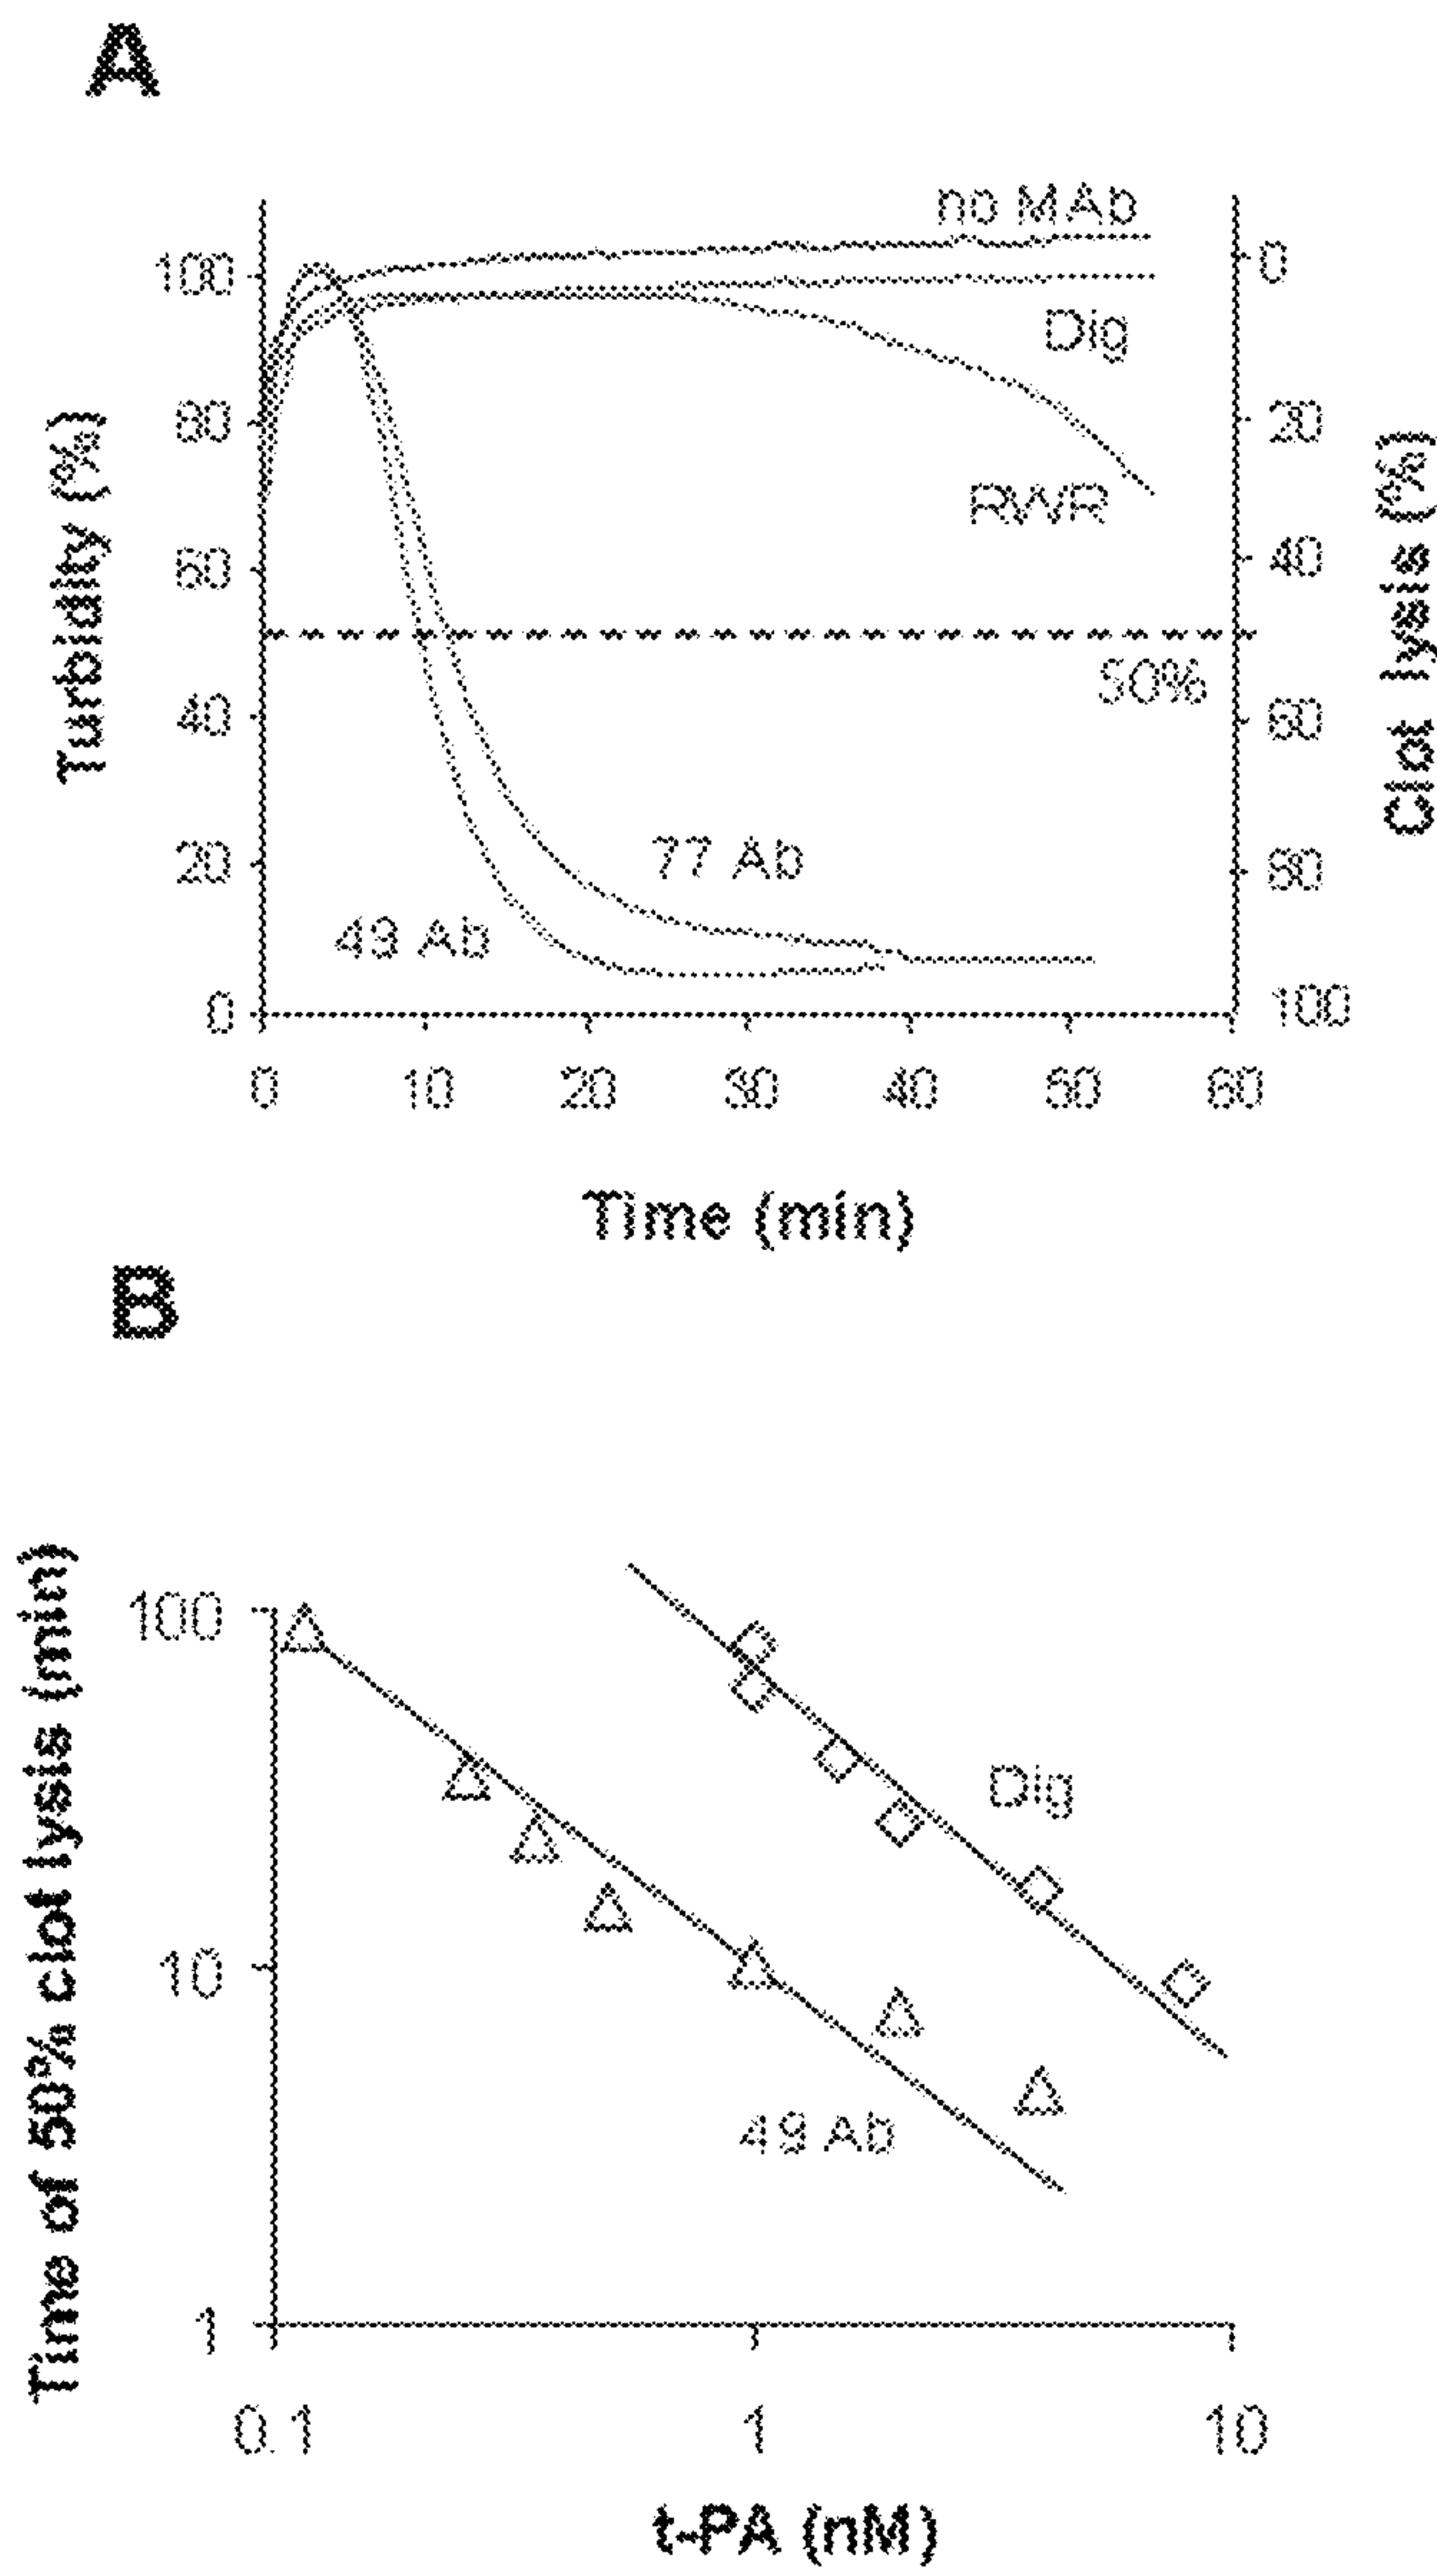 A
no MAb
100
0
Dig
80
20
RWR
60
40
50%
40
60
77 Ab
20
80
49 Ab
0
100
0 10 20 30 40 50 60
Turbidity (%)
Clot lysis (%)
Time (min)
B
100
Dig
10
49 Ab
1
0.1 1 10
Time of 50% clot lysis (min)
t-PA (nM)